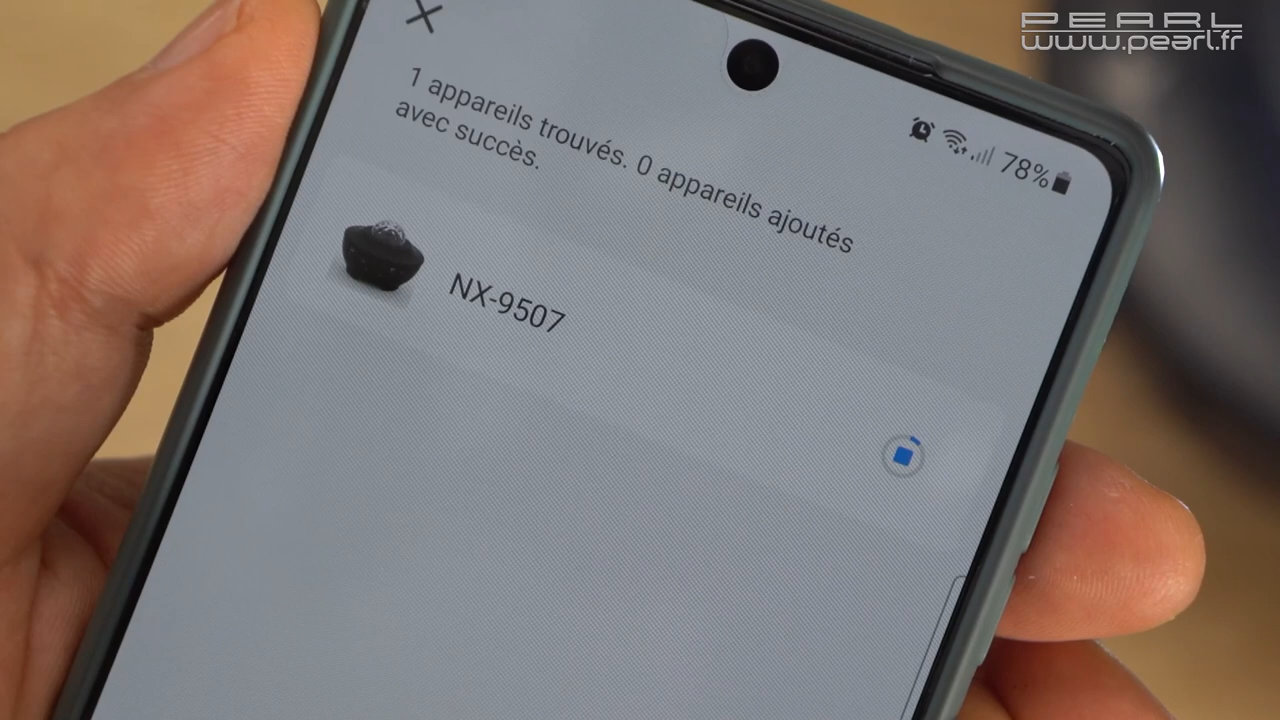 PEARL
www.pearl.fr
78%
1 appareils trouvés. 0 appareils ajoutés
avec succès.
NX-9507